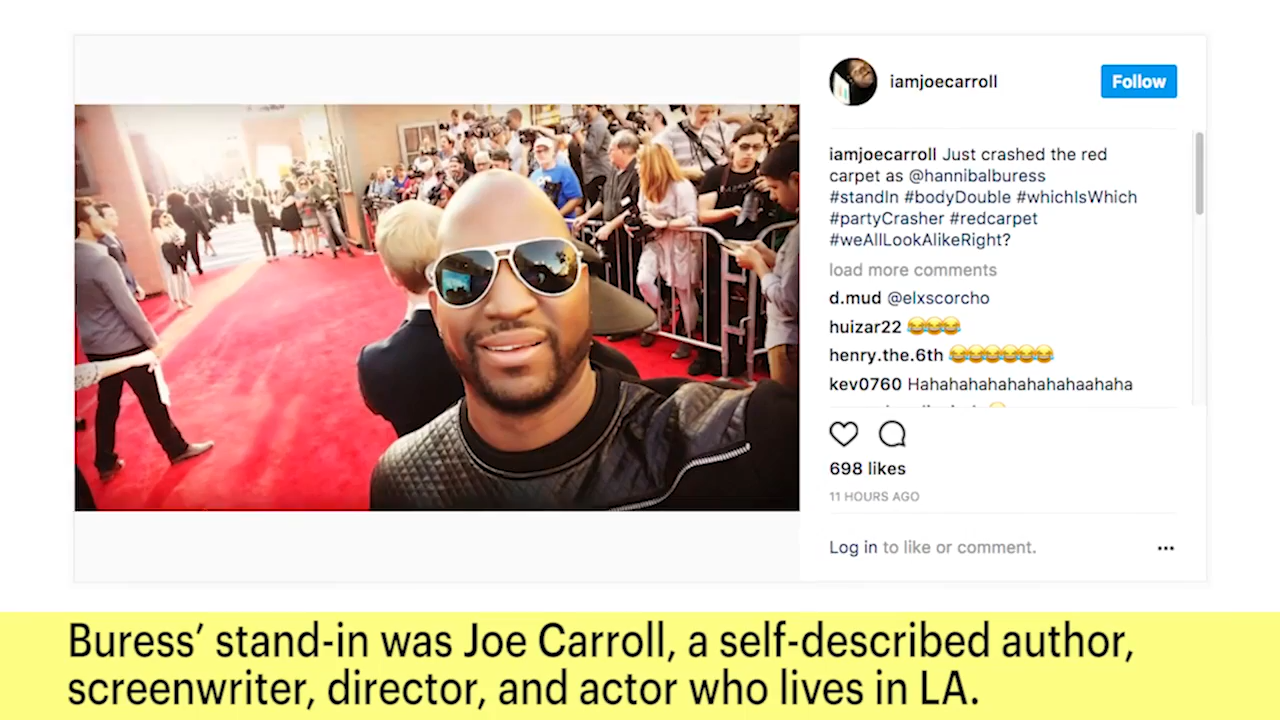 iamjoecarroll
Follow
iamjoecarroll Just crashed the red
carpet as @hannibalburess
#standIn #bodyDouble #whichIsWhich
#partyCrasher #redcarpet
#weAllLookAlikeRight?
load more comments
d.mud @elxscorcho
huizar22 😂😂😂
henry.the.6th 😂😂😂😂😂😂
kev0760 Hahahahahahahahahaahaha
698 likes
11 HOURS AGO
Log in to like or comment.
Buress’ stand-in was Joe Carroll, a self-described author,
screenwriter, director, and actor who lives in LA.